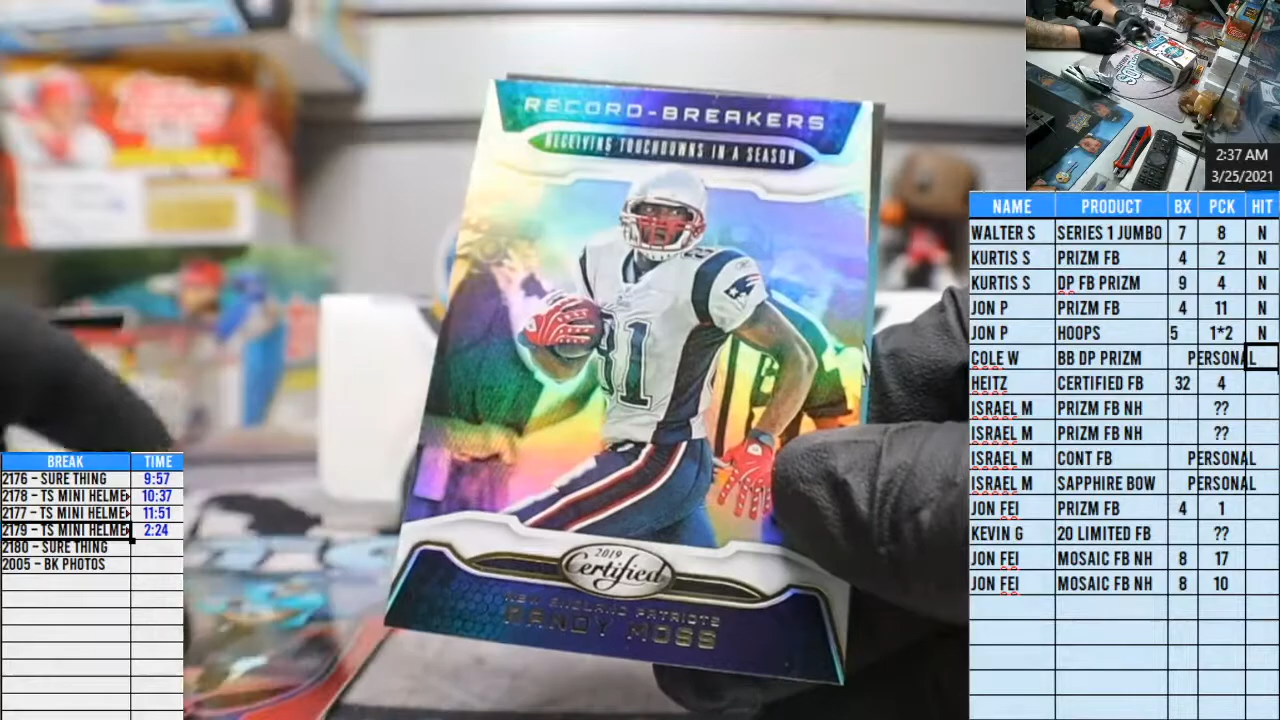 RECORD-BREAKERS
RECEIVING TOUCHDOWNS IN A SEASON
81
2019
Certified
NEW ENGLAND PATRIOTS
RANDY MOSS
2:37 AM
3/25/2021
NAME PRODUCT BX PCK HIT
WALTER S SERIES 1 JUMBO 7 8 N
KURTIS S PRIZM FB 4 2 N
KURTIS S DP FB PRIZM 9 4 N
JON P PRIZM FB 4 11 N
JON P HOOPS 5 1*2 N
COLE W BB DP PRIZM PERSONAL
HEITZ CERTIFIED FB 32 4
ISRAEL M PRIZM FB NH ??
ISRAEL M PRIZM FB NH ??
ISRAEL M CONT FB PERSONAL
ISRAEL M SAPPHIRE BOW PERSONAL
JON FEI PRIZM FB 4 1
KEVIN G 20 LIMITED FB ??
JON FEI MOSAIC FB NH 8 17
JON FEI MOSAIC FB NH 8 10
BREAK TIME
2176 – SURE THING 9:57
2178 – TS MINI HELME 10:37
2177 – TS MINI HELME 11:51
2179 – TS MINI HELME 2:24
2180 – SURE THING
2005 – BK PHOTOS